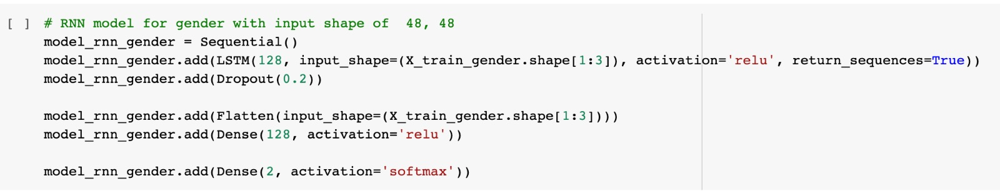 [ ] # RNN model for gender with input shape of  48, 48
model_rnn_gender = Sequential()
model_rnn_gender.add(LSTM(128, input_shape=(X_train_gender.shape[1:3]), activation='relu', return_sequences=True))
model_rnn_gender.add(Dropout(0.2))
model_rnn_gender.add(Flatten(input_shape=(X_train_gender.shape[1:3])))
model_rnn_gender.add(Dense(128, activation='relu'))
model_rnn_gender.add(Dense(2, activation='softmax'))